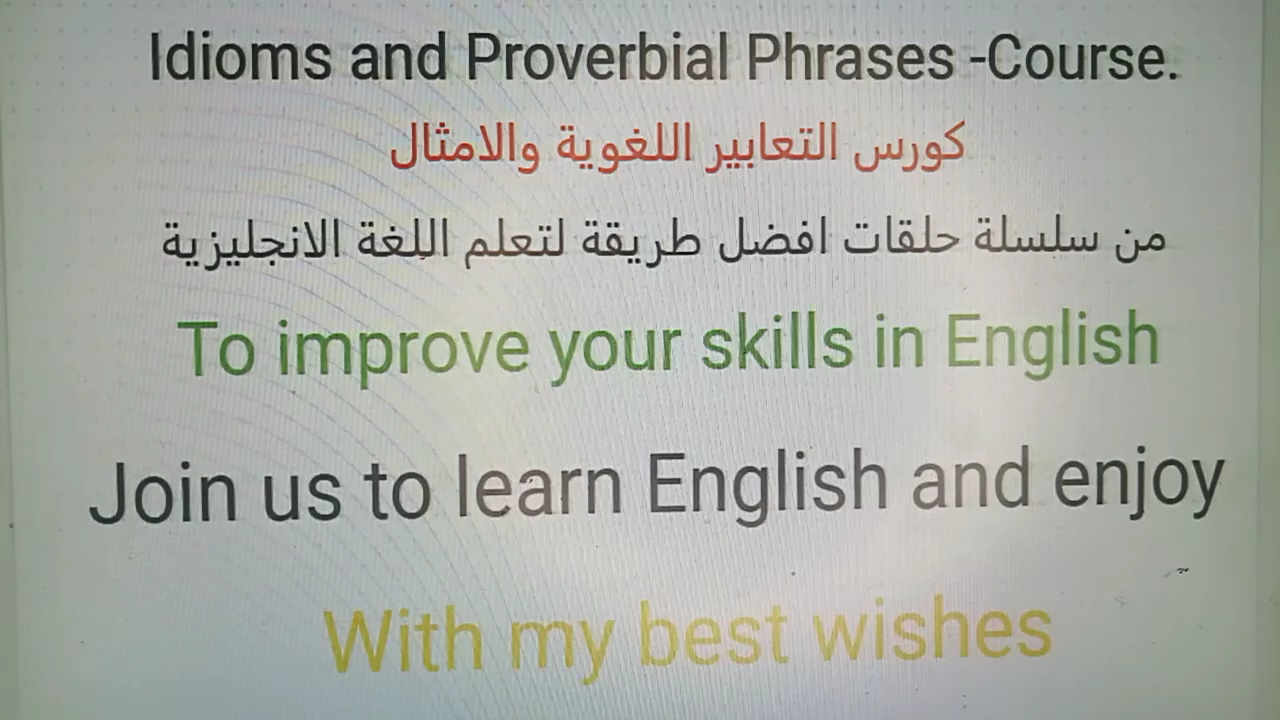 Idioms and Proverbial Phrases -Course.
كورس التعابير اللغوية والامثال
من سلسلة حلقات افضل طريقة لتعلم اللغة الانجليزية
To improve your skills in English
Join us to learn English and enjoy
With my best wishes